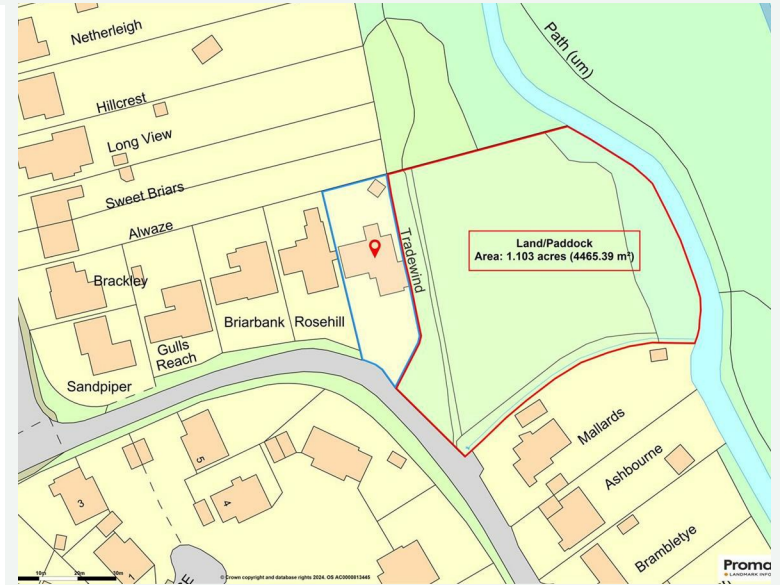 Netherleigh
Path (um)
Hillcrest
Long View
Sweet Briars
Alwaze
Tradewind
Land/Paddock
Area: 1.103 acres (4465.39 m²)
Brackley
Briarbank
Rosehill
Gulls
Reach
Sandpiper
Mallards
Ashbourne
Brambletye
5
4
3
10m
20m
30m
© Crown copyright and database rights 2024. OS AC0000813445
Proma
LANDMARK INFO